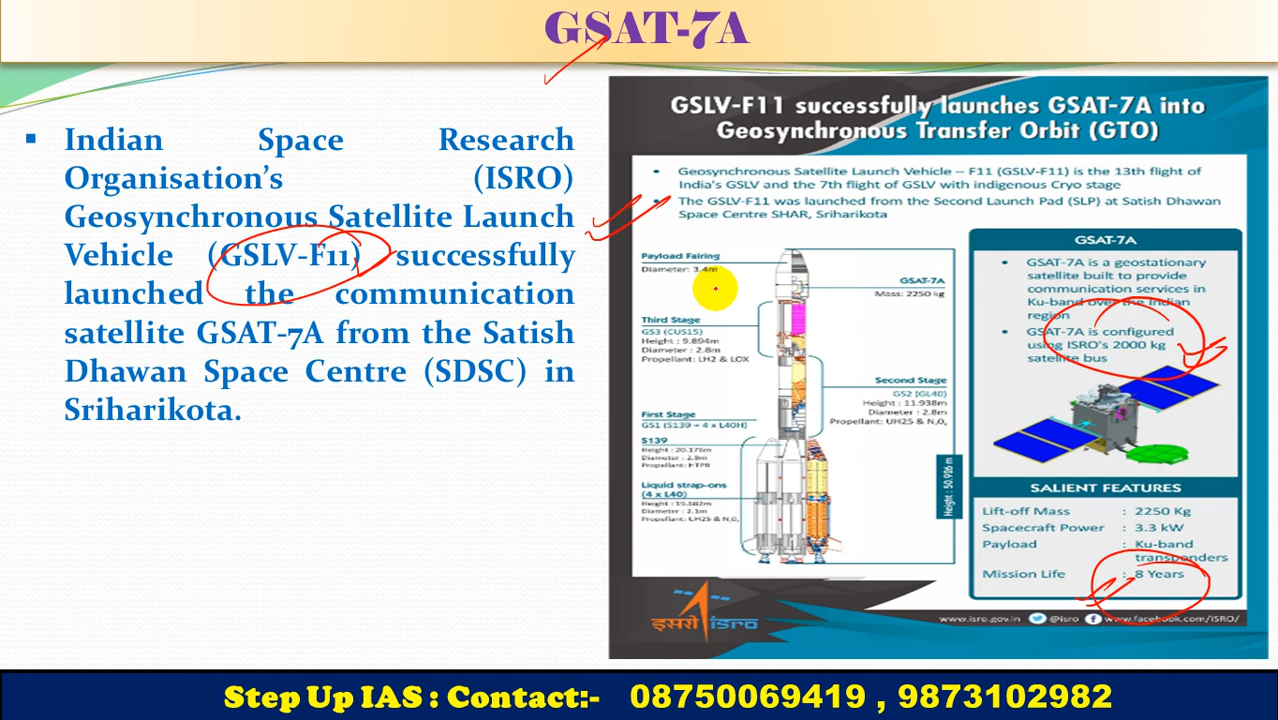 GSAT-7A
▪ Indian Space Research
Organisation's (ISRO)
Geosynchronous Satellite Launch
Vehicle (GSLV-F11) successfully
launched the communication
satellite GSAT-7A from the Satish
Dhawan Space Centre (SDSC) in
Sriharikota.
GSLV-F11 successfully launches GSAT-7A into
Geosynchronous Transfer Orbit (GTO)
• Geosynchronous Satellite Launch Vehicle – F11 (GSLV-F11) is the 13th flight of
India's GSLV and the 7th flight of GSLV with indigenous Cryo stage
• The GSLV-F11 was launched from the Second Launch Pad (SLP) at Satish Dhawan
Space Centre SHAR, Sriharikota
Payload Fairing
Diameter: 3.4m
GSAT-7A
Mass: 2250 kg
Third Stage
GS3 (CUS15)
Height : 9.894m
Diameter : 2.8m
Propellant: LH2 & LOX
Second Stage
GS2 (GL40)
Height : 11.938m
Diameter : 2.8m
Propellant: UH25 & N₂O₄
First Stage
GS1 (S139 + 4 x L40H)
S139
Height : 20.176m
Diameter : 2.8m
Propellant: HTPB
Liquid strap-ons
(4 x L40)
Diameter : 2.1m
Propellant: UH25 & N₂O₄
Height : 50.926 m
GSAT-7A
• GSAT-7A is a geostationary
satellite built to provide
communication services in
Ku-band over the Indian
region
• GSAT-7A is configured
using ISRO's 2000 kg
satellite bus
SALIENT FEATURES
Lift-off Mass : 2250 Kg
Spacecraft Power : 3.3 kW
Payload : Ku-band
transponders
Mission Life : 8 Years
इसरो isro
www.isro.gov.in @isro www.facebook.com/ISRO/
Step Up IAS : Contact:- 08750069419 , 9873102982